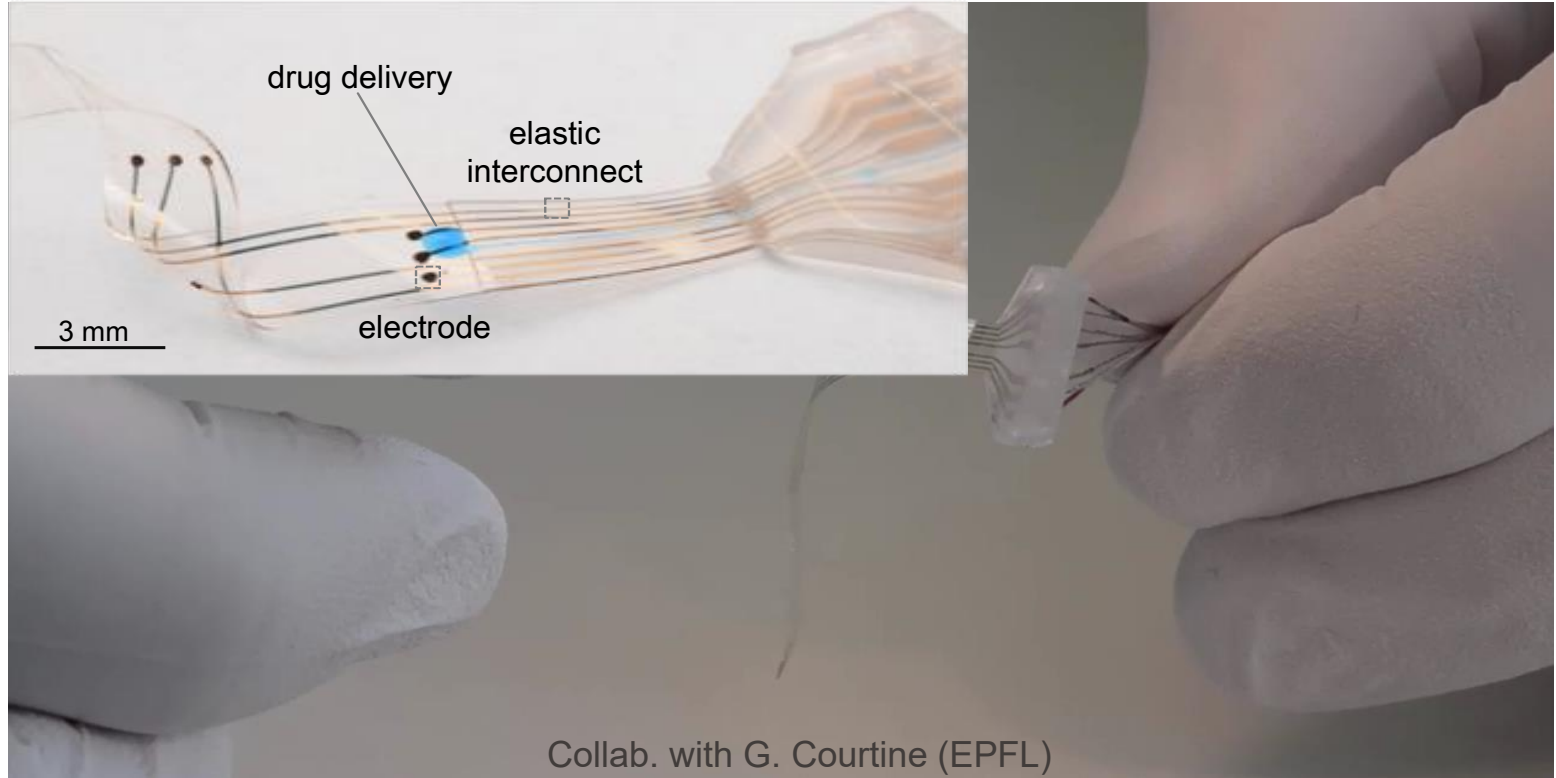 drug delivery
elastic
interconnect
electrode
3 mm
Collab. with G. Courtine (EPFL)